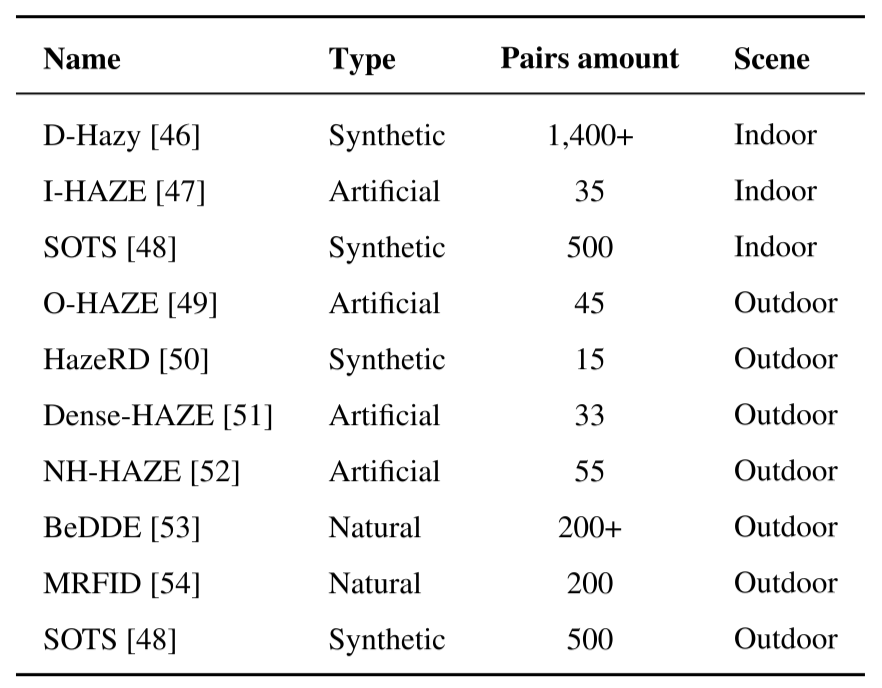 Name Type Pairs amount Scene
D-Hazy [46] Synthetic 1,400+ Indoor
I-HAZE [47] Artificial 35 Indoor
SOTS [48] Synthetic 500 Indoor
O-HAZE [49] Artificial 45 Outdoor
HazeRD [50] Synthetic 15 Outdoor
Dense-HAZE [51] Artificial 33 Outdoor
NH-HAZE [52] Artificial 55 Outdoor
BeDDE [53] Natural 200+ Outdoor
MRFID [54] Natural 200 Outdoor
SOTS [48] Synthetic 500 Outdoor